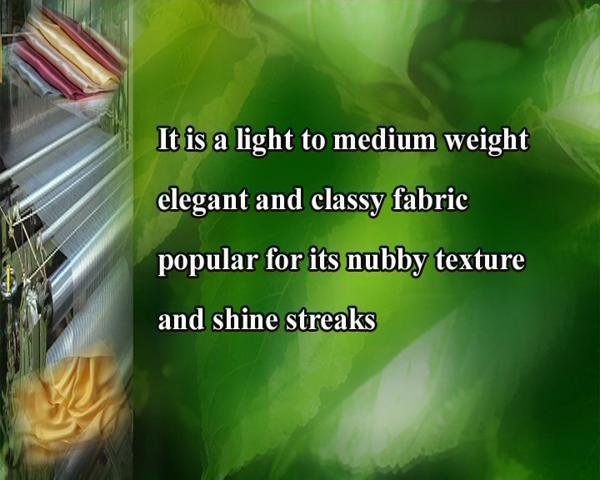 It is a light to medium weight
elegant and classy fabric
popular for its nubby texture
and shine streaks